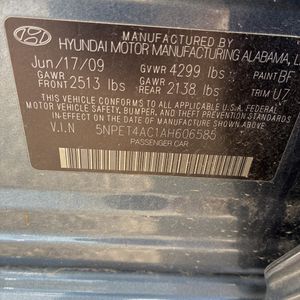 MANUFACTURED BY
HYUNDAI MOTOR MANUFACTURING ALABAMA,
Jun/17/09 GVWR 4299 lbs PAINT BF
GAWR FRONT 2513 lbs GAWR REAR 2138 lbs TRIM U7
THIS VEHICLE CONFORMS TO ALL APPLICABLE U.S.A. FEDERAL
MOTOR VEHICLE SAFETY, BUMPER, AND THEFT PREVENTION STANDARDS
IN EFFECT ON THE DATE OF MANUFACTURE SHOWN ABOVE
V.I.N 5NPET4AC1AH606585
PASSENGER CAR